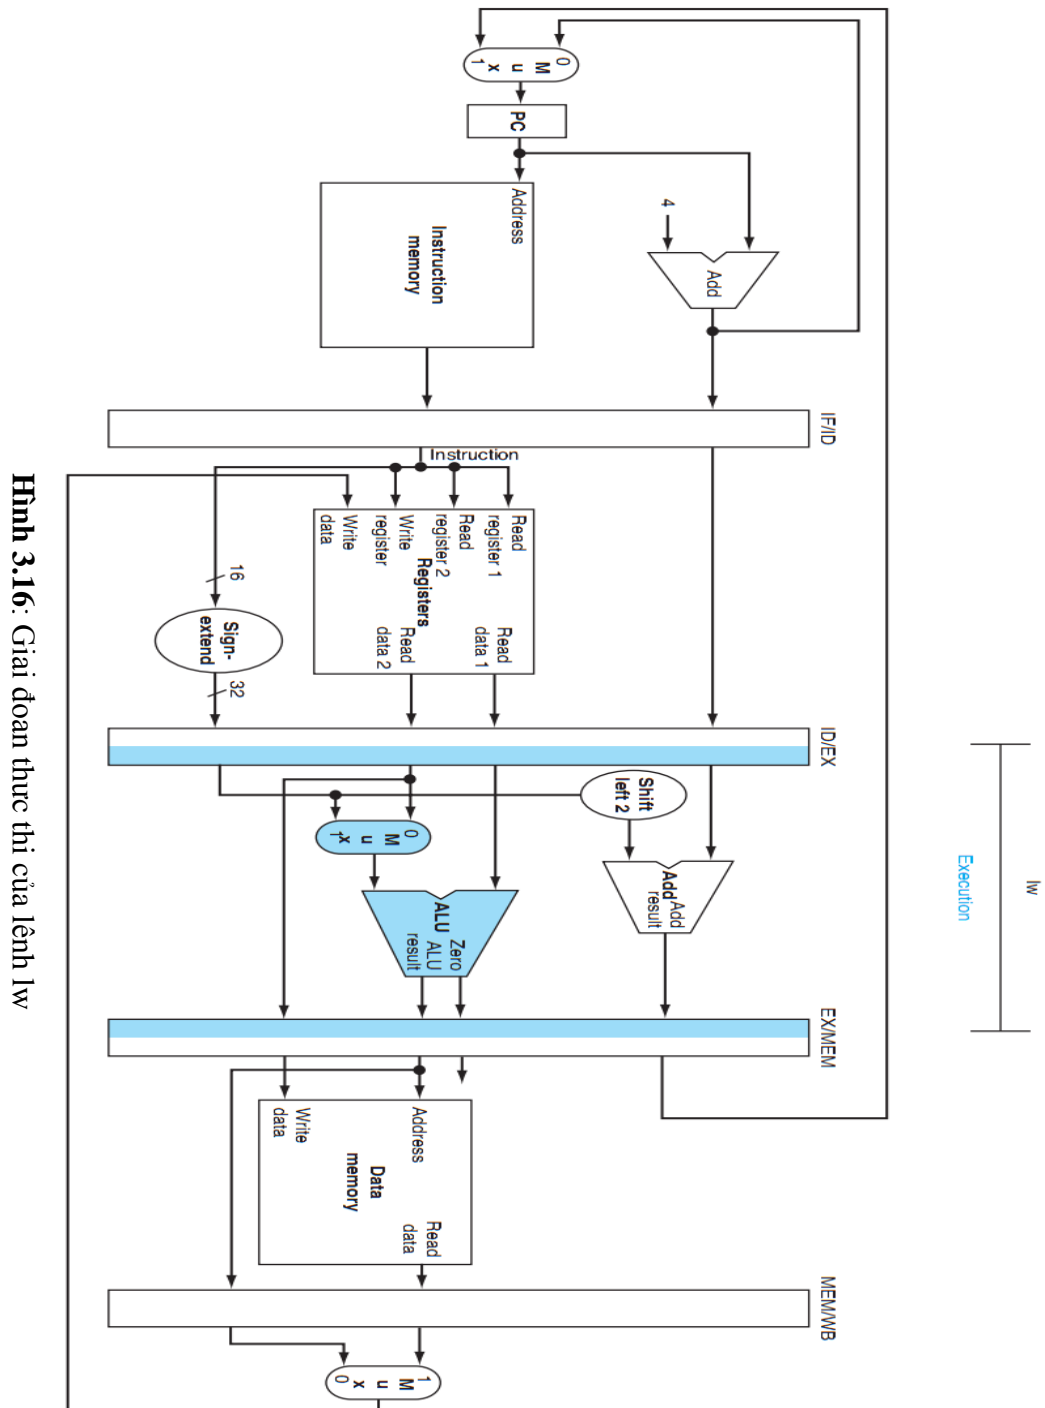 lw
Execution
IF/ID
ID/EX
EX/MEM
MEM/WB
4
Add
Shift
left 2
Add
Add
result
0
M
u
x
1
PC
Address
Instruction
memory
Instruction
Read
register 1
Read
register 2
Write
register
Write
data
Registers
Read
data 1
Read
data 2
16
Sign-
extend
32
0
M
u
x
1
ALU
Zero
ALU
result
Address
Write
data
Data
memory
Read
data
1
M
u
x
0
Hình 3.16: Giai đoan thưc thi của lênh lw